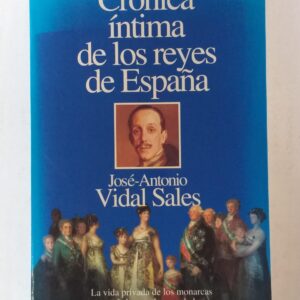 Crónica
íntima
de los reyes
de España
José-Antonio
Vidal Sales
La vida privada de los monarcas